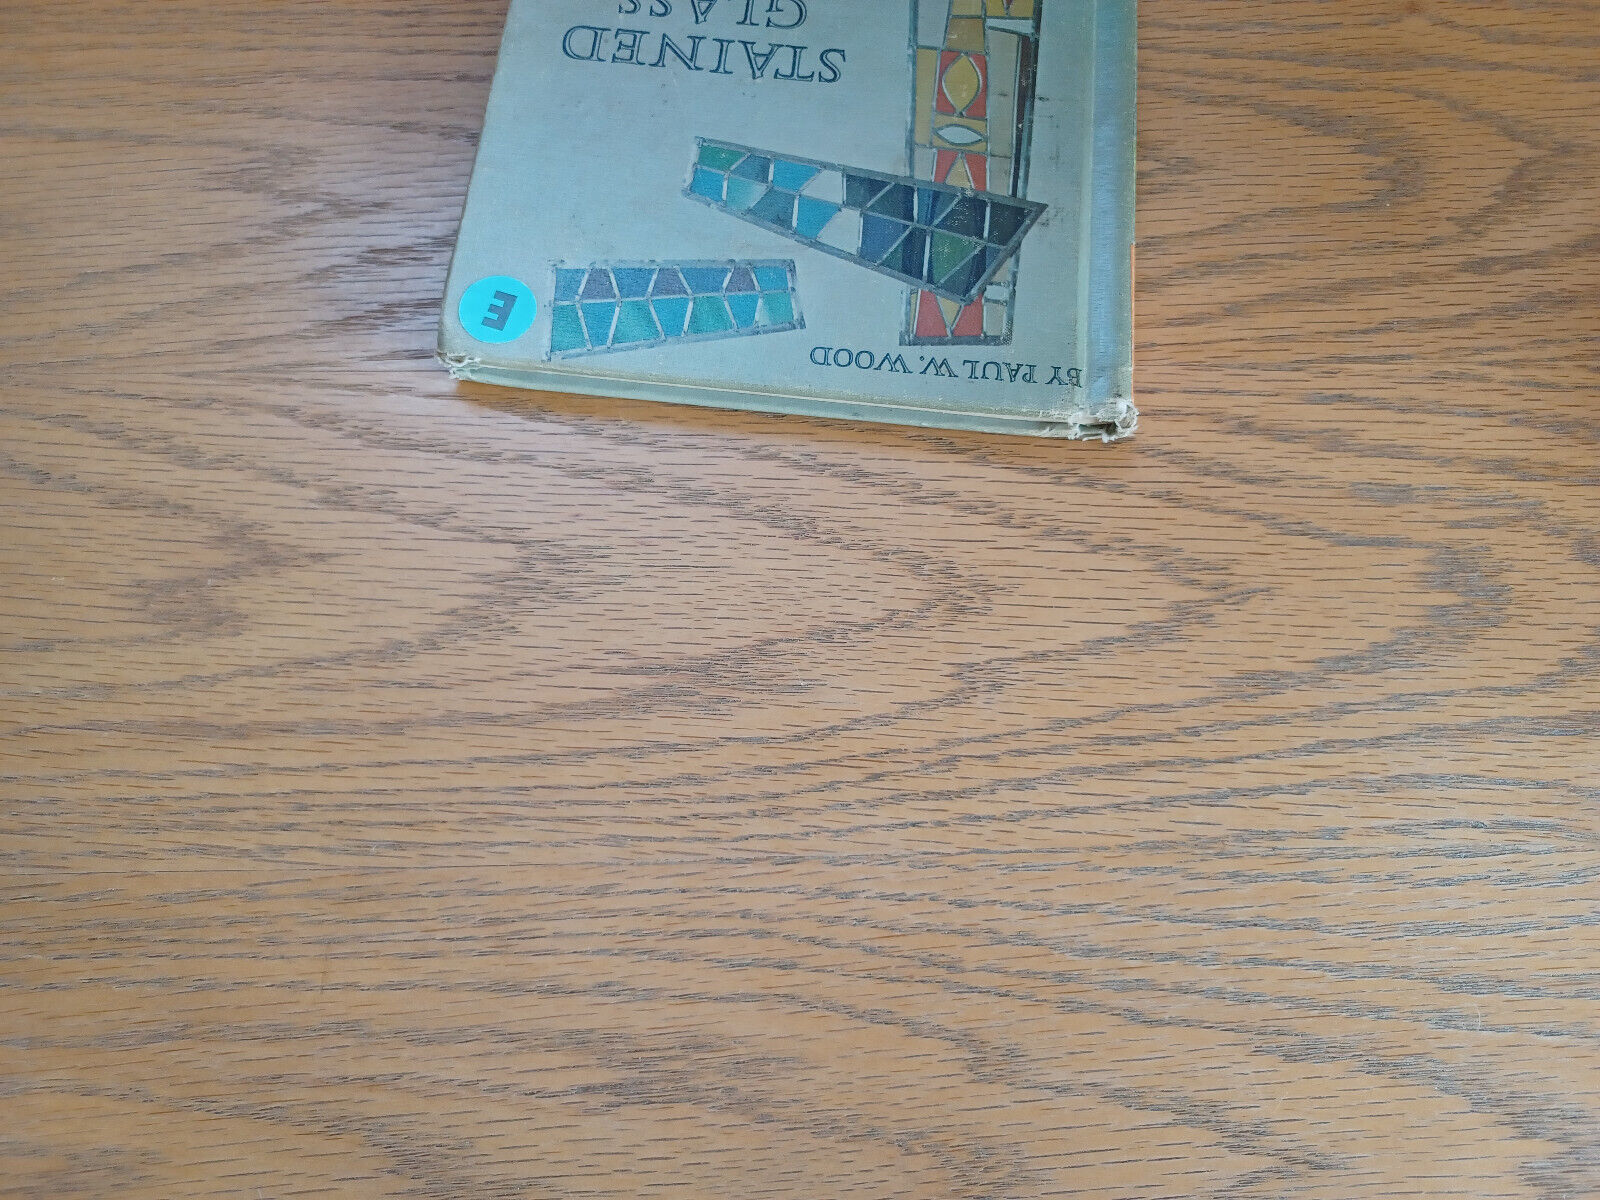 STAINED
GLASS
BY PAUL W. WOOD
E